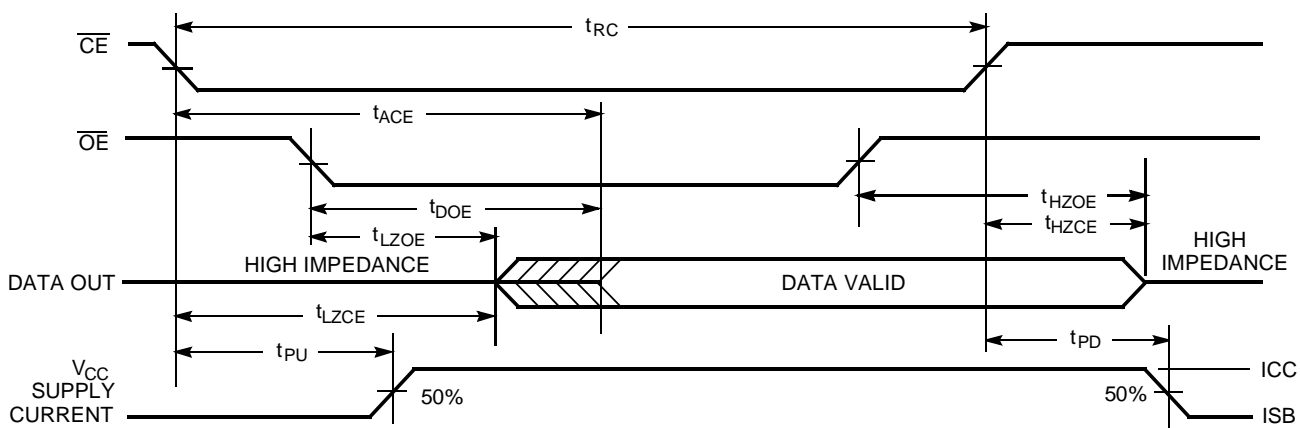 tRC
CE
tACE
OE
tHZOE
tDOE
tHZCE
tLZOE
HIGH
IMPEDANCE
HIGH IMPEDANCE
DATA OUT
DATA VALID
tLZCE
tPU
tPD
VCC
SUPPLY
CURRENT
50%
50%
ICC
ISB